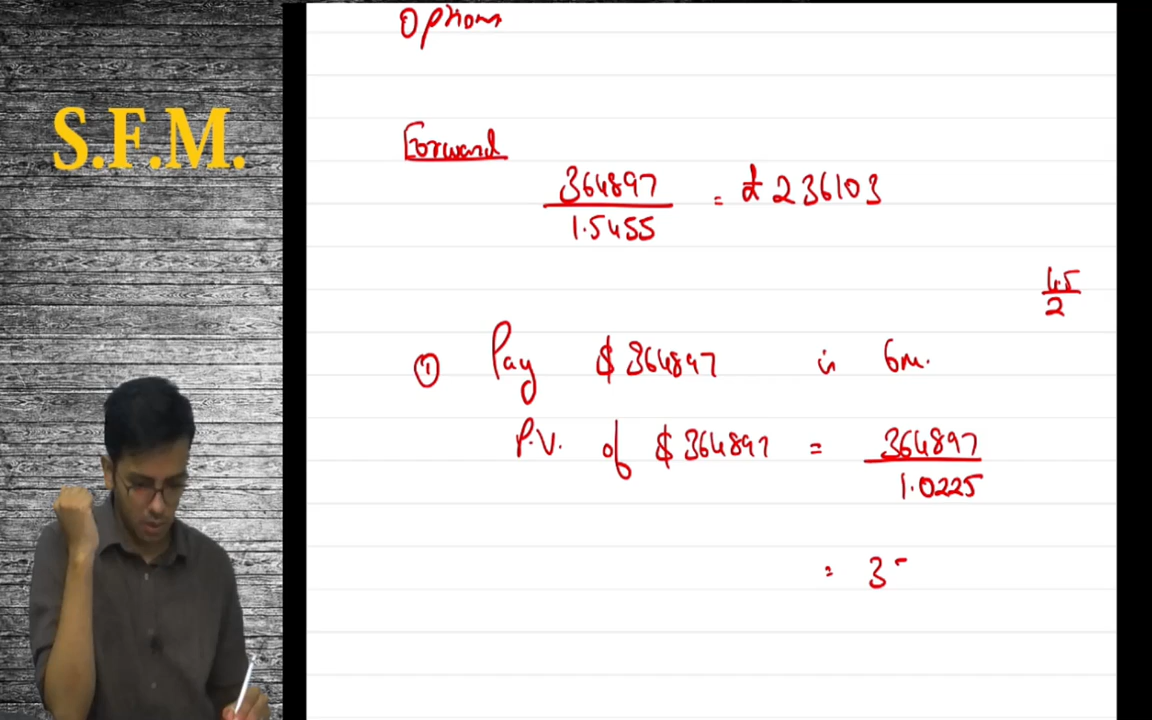 S.F.M.
Options
Forward
364897 / 1.5455 = £ 236103
4.5 / 2
① Pay $ 364897 in 6m.
P.V. of $ 364897 = 364897 / 1.0225
= 3